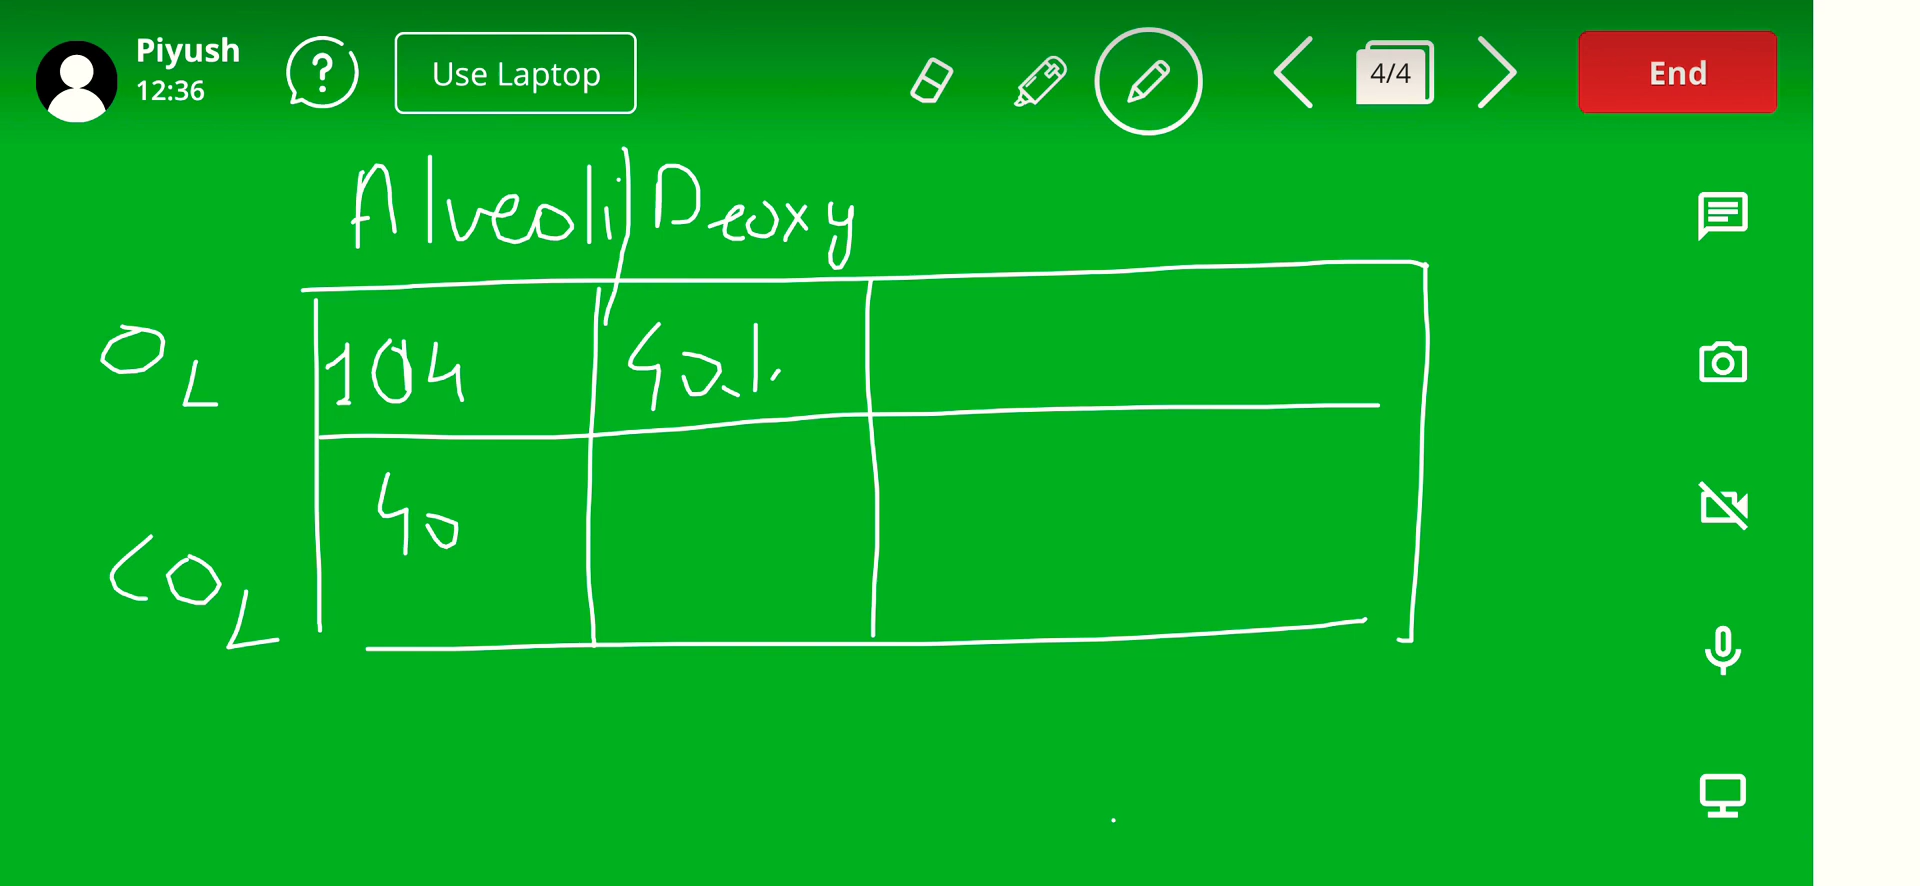 Piyush
12:36
?
Use Laptop
4/4
End
Alveoli/Deoxy
O2 104 40%
CO2 40